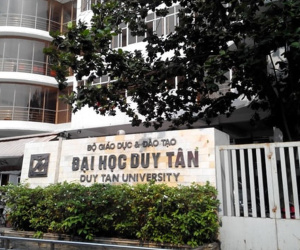 BỘ GIÁO DỤC & ĐÀO TẠO
ĐẠI HỌC DUY TÂN
DUY TAN UNIVERSITY